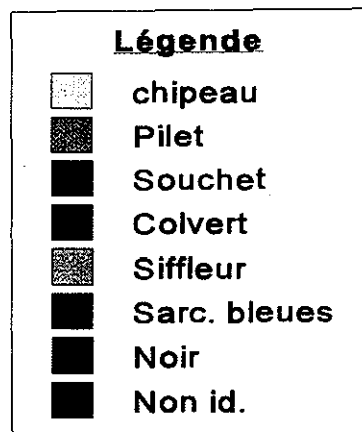 Légende
chipeau
Pilet
Souchet
Colvert
Siffleur
Sarc. bleues
Noir
Non id.